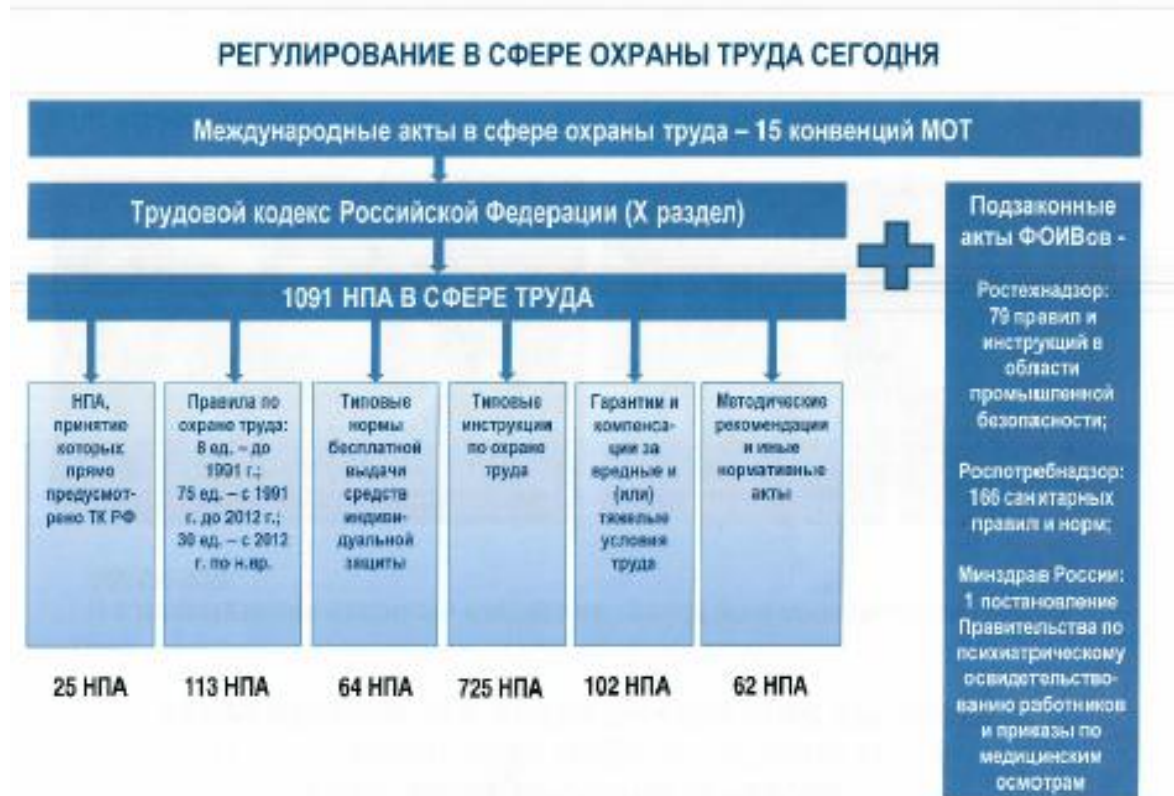 РЕГУЛИРОВАНИЕ В СФЕРЕ ОХРАНЫ ТРУДА СЕГОДНЯ
Международные акты в сфере охраны труда – 15 конвенций МОТ
Трудовой кодекс Российской Федерации (X раздел)
1091 НПА В СФЕРЕ ТРУДА
НПА,
принятие
которых
прямо
предусмот-
рено ТК РФ
25 НПА
Правила по
охране труда:
8 ед. – до
1991 г.;
75 ед. – с 1991
г. до 2012 г.;
30 ед. – с 2012
г. по н.вр.
113 НПА
Типовые
нормы
бесплатной
выдачи
средств
индиви-
дуальной
защиты
64 НПА
Типовые
инструкции
по охране
труда
725 НПА
Гарантии и
компенса-
ции за
вредные и
(или)
тяжелые
условия
труда
102 НПА
Методические
рекомендации
и иные
нормативные
акты
62 НПА
Подзаконные
акты ФОИВов -
Ростехнадзор:
79 правил и
инструкций в
области
промышленной
безопасности;
Роспотребнадзор:
166 санитарных
правил и норм;
Минздрав России:
1 постановление
Правительства по
психиатрическому
освидетельство-
ванию работников
и приказы по
медицинским
осмотрам